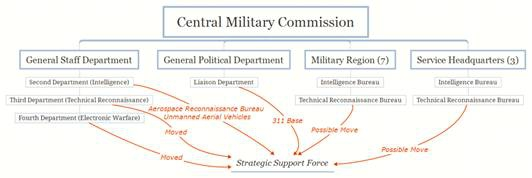 Central Military Commission
General Staff Department
General Political Department
Military Region (7)
Service Headquarters (3)
Second Department (Intelligence)
Liaison Department
Intelligence Bureau
Intelligence Bureau
Third Department (Technical Reconnaissance)
Technical Reconnaissance Bureau
Technical Reconnaissance Bureau
Aerospace Reconnaissance Bureau
Unmanned Aerial Vehicles
Fourth Department (Electronic Warfare)
311 Base
Moved
Possible Move
Possible Move
Moved
Strategic Support Force